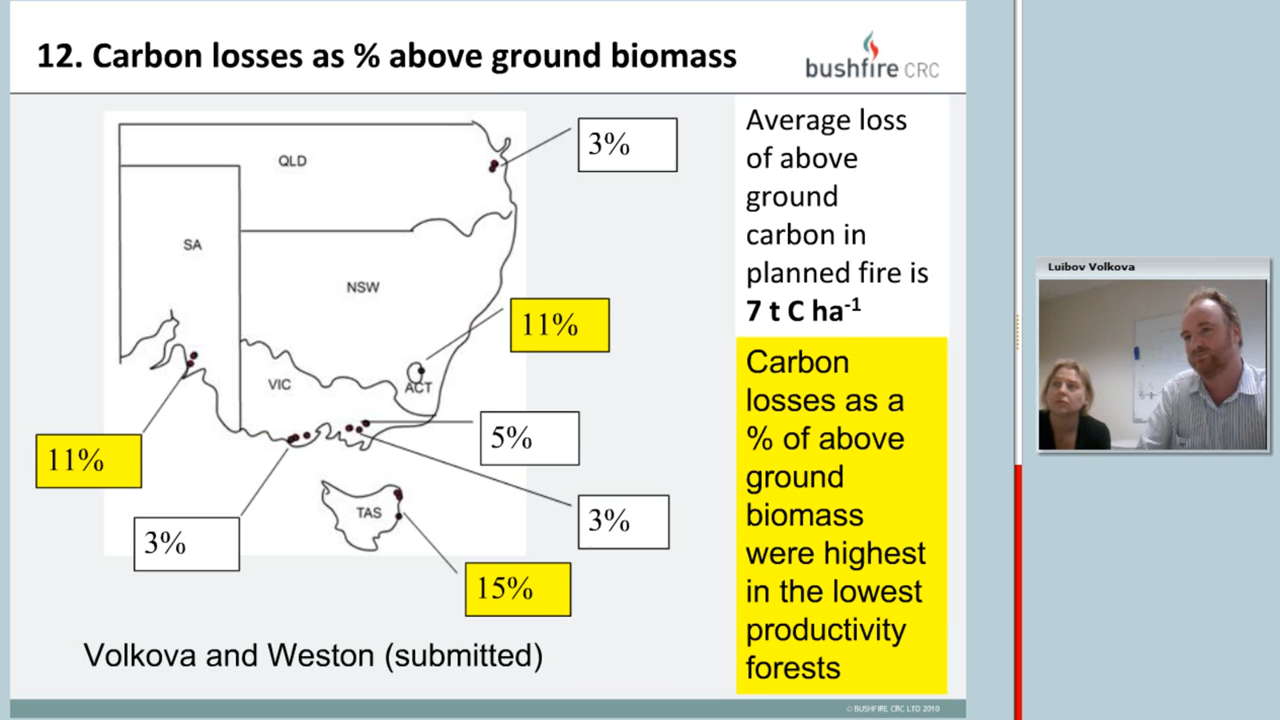 12. Carbon losses as % above ground biomass
bushfire CRC
QLD
SA
NSW
VIC
ACT
TAS
3%
11%
5%
3%
15%
3%
11%
Average loss
of above
ground
carbon in
planned fire is
7 t C ha⁻¹
Carbon
losses as a
% of above
ground
biomass
were highest
in the lowest
productivity
forests
Volkova and Weston (submitted)
© BUSHFIRE CRC LTD 2010
Luibov Volkova